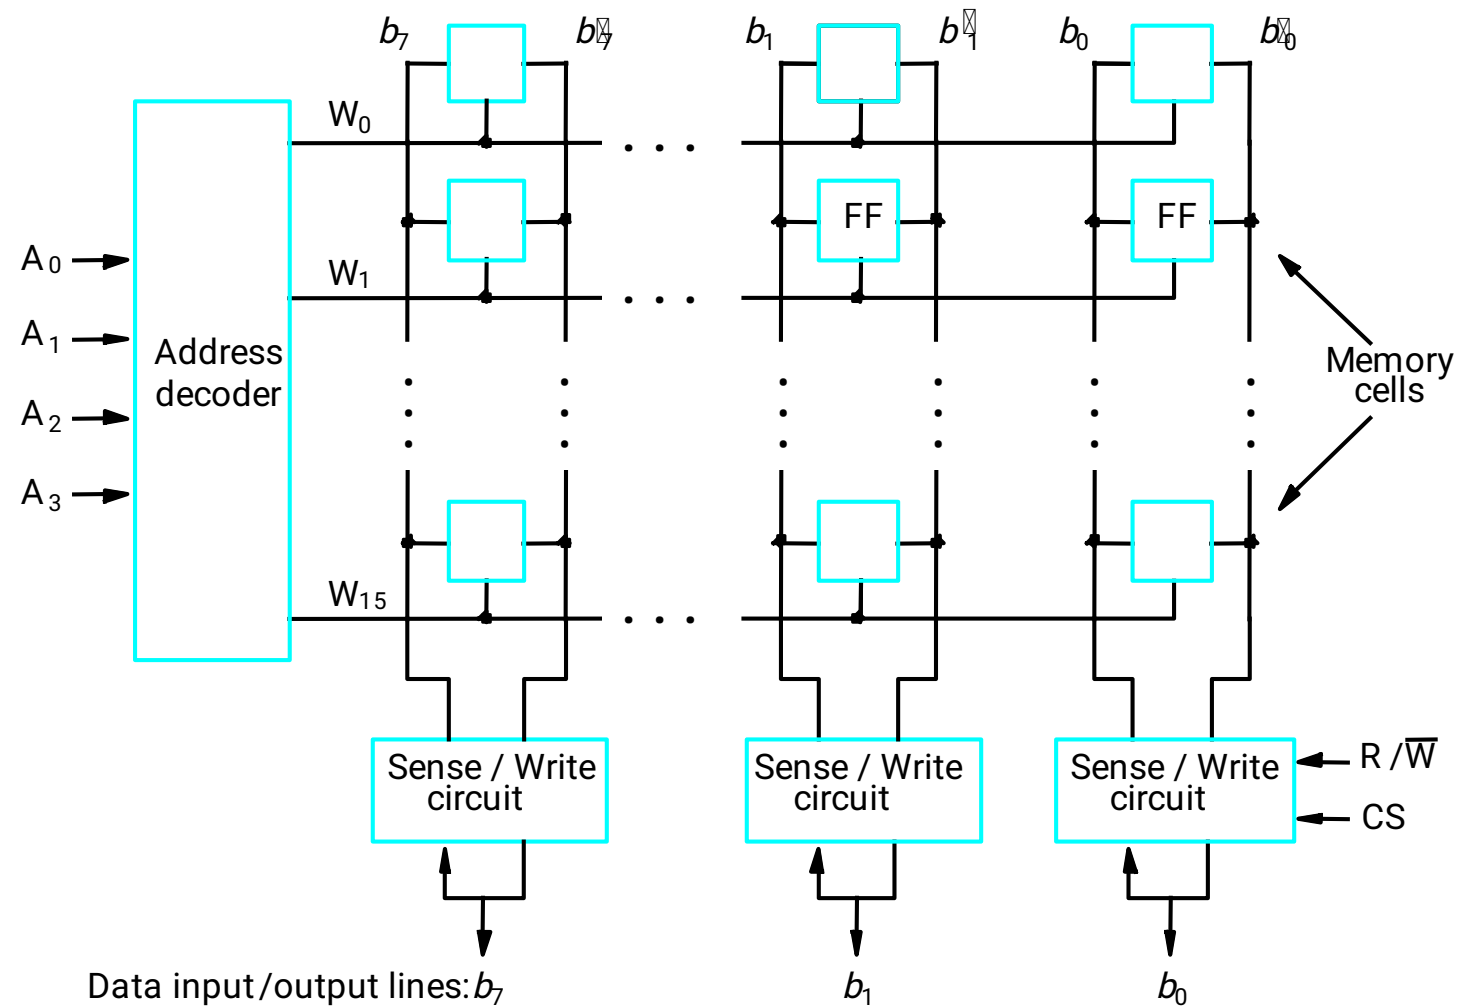 b7 b7 b1 b1 b0 b0
W0
FF FF
A0
W1
A1
Address
decoder
Memory
cells
A2
A3
W15
Sense / Write
circuit
Sense / Write
circuit
Sense / Write
circuit
R /W̅
CS
Data input/output lines: b7 b1 b0